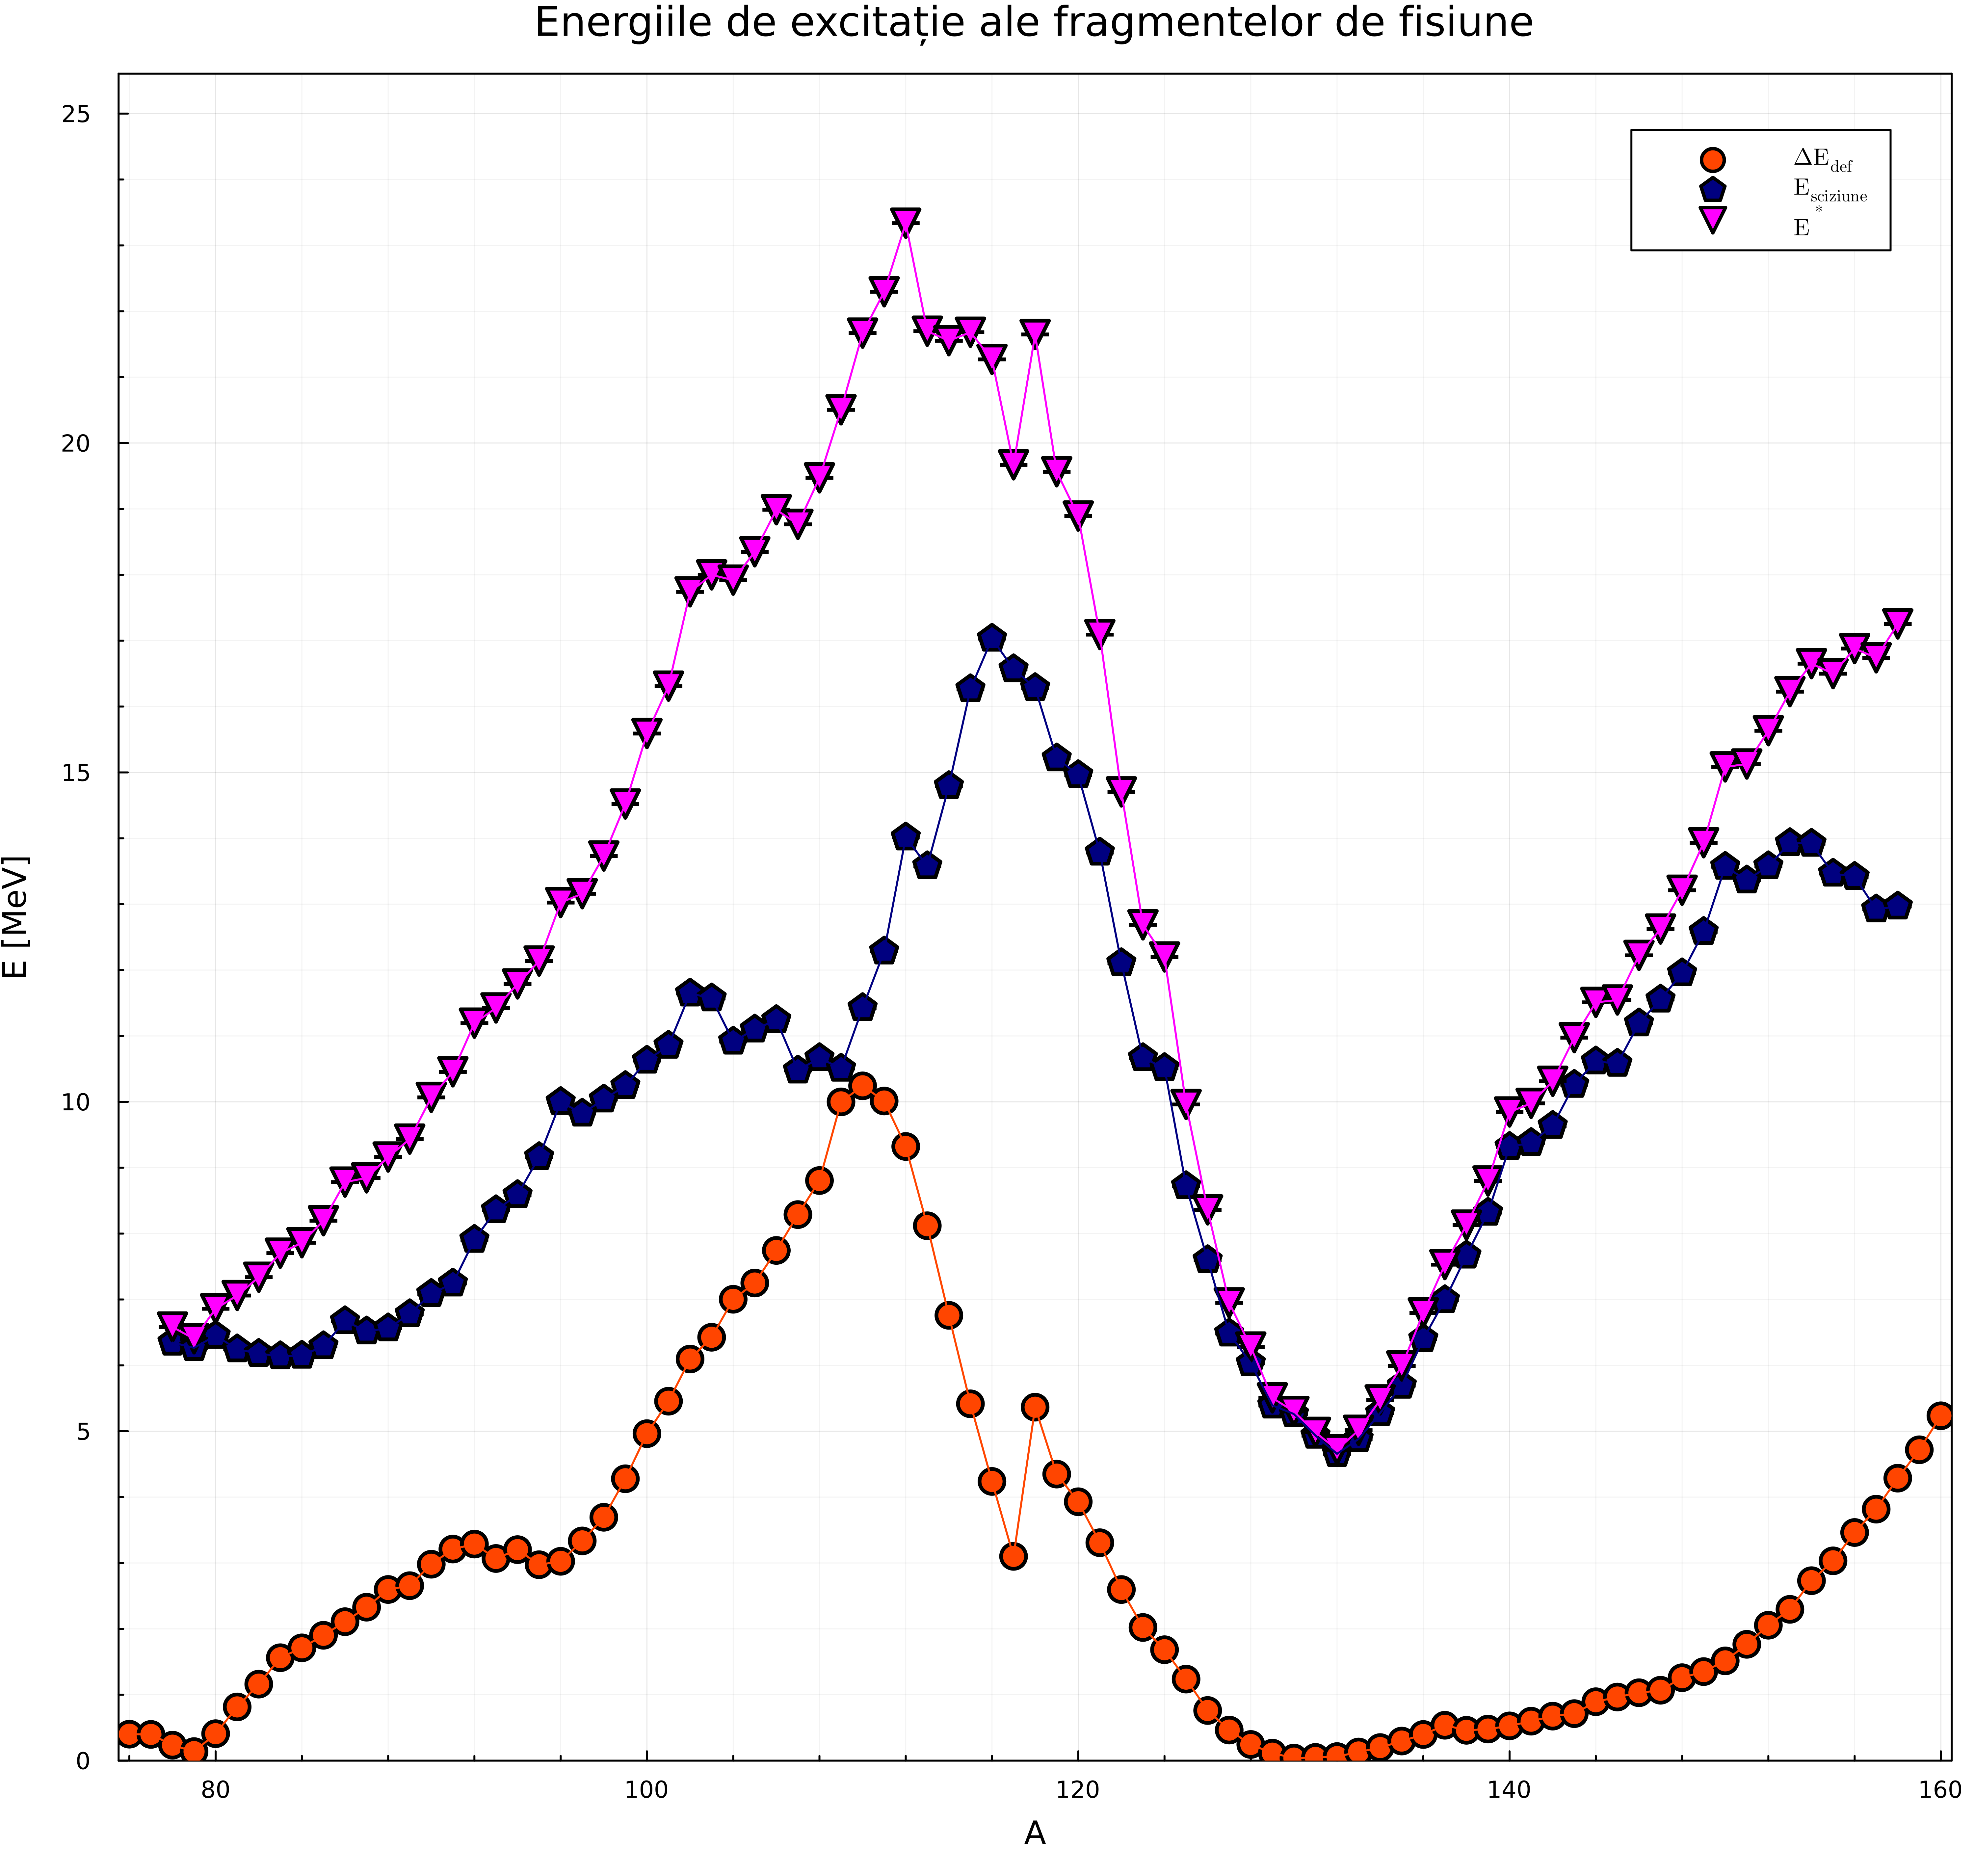 Energiile de excitație ale fragmentelor de fisiune
25
20
15
10
5
0
E [MeV]
ΔE_def
E_sciziune
E^*
80 100 120 140 160
A